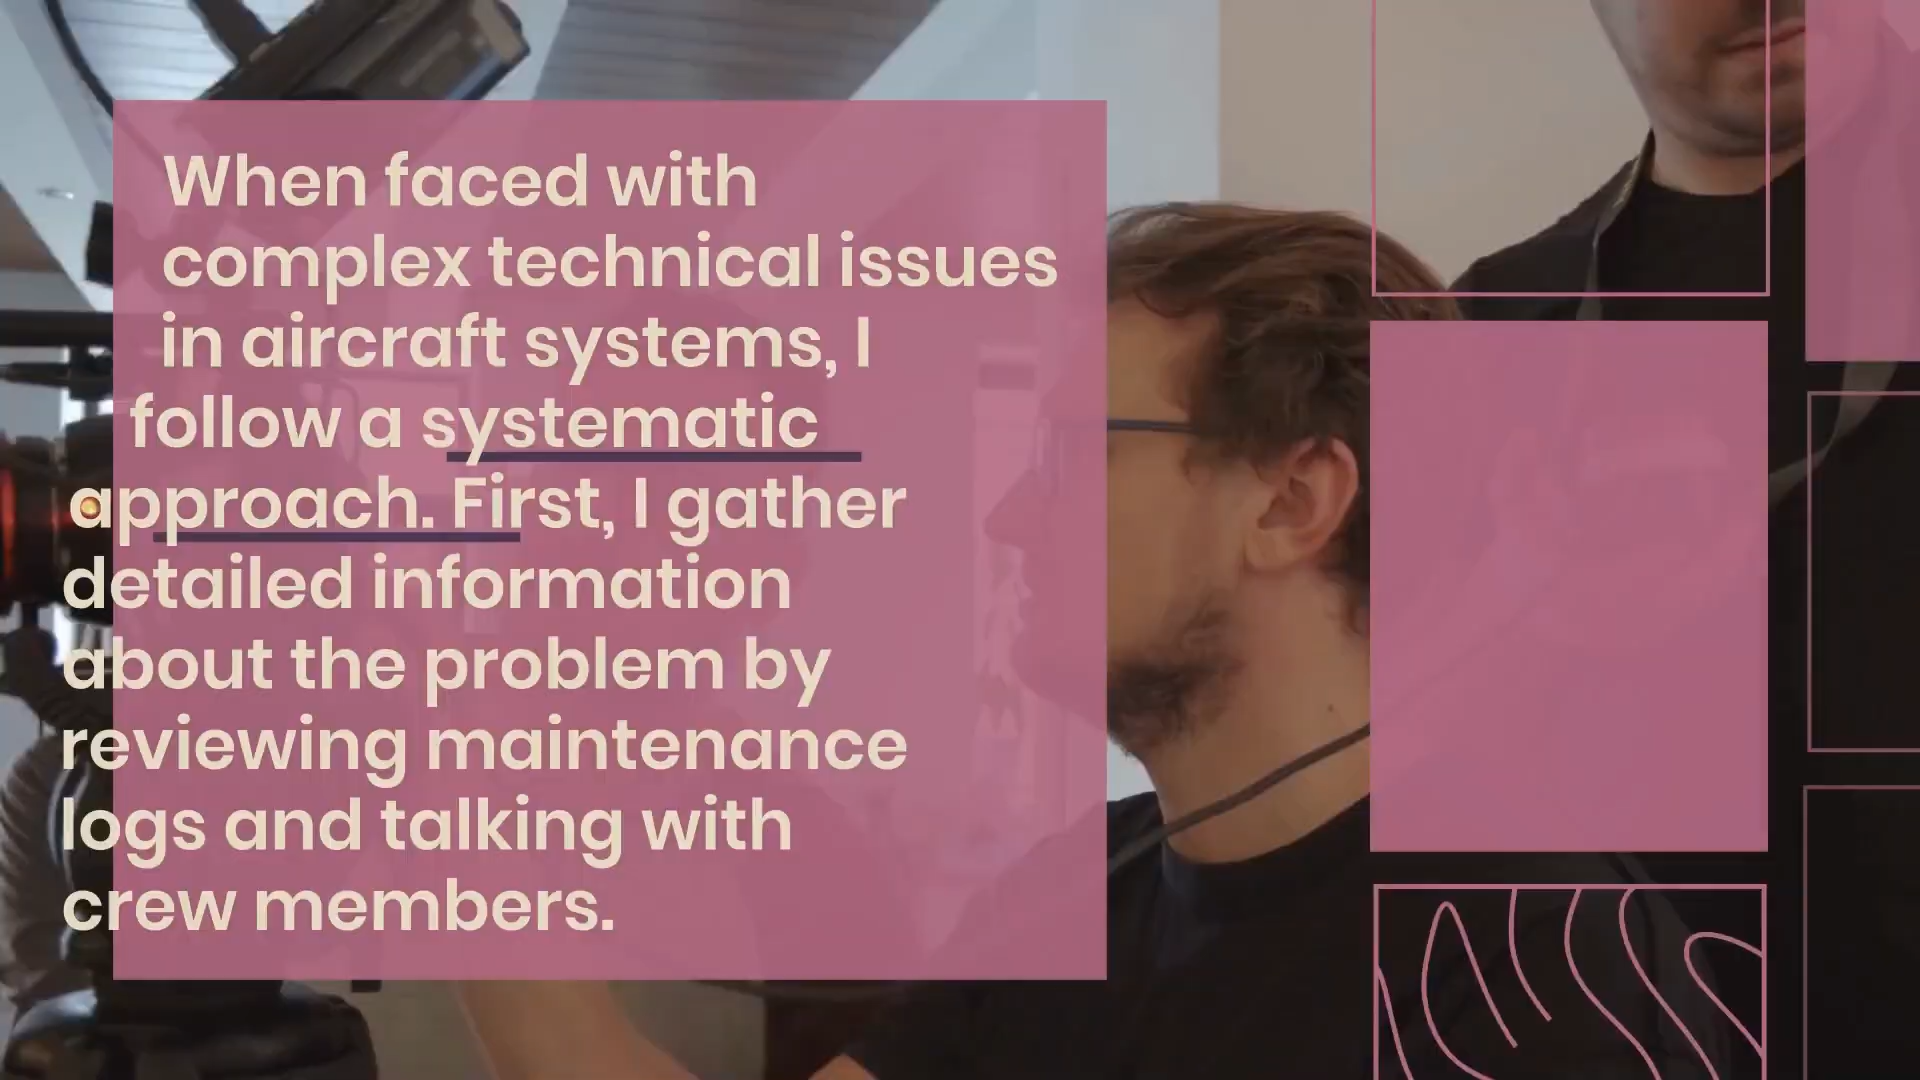 When faced with
complex technical issues
in aircraft systems, I
follow a systematic
approach. First, I gather
detailed information
about the problem by
reviewing maintenance
logs and talking with
crew members.